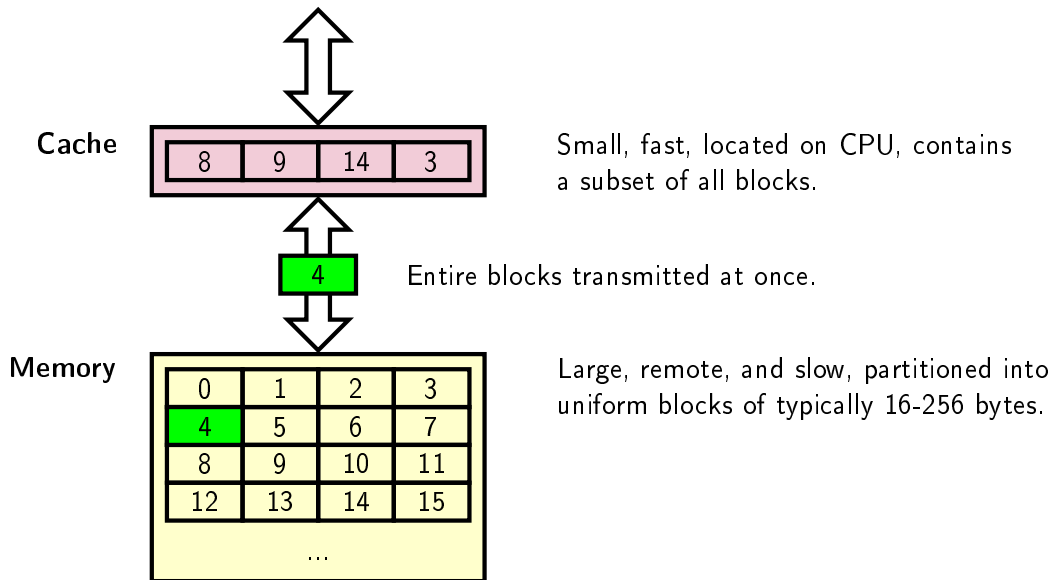 Cache
8 9 14 3
Small, fast, located on CPU, contains
a subset of all blocks.
4
Entire blocks transmitted at once.
Memory
0 1 2 3
4 5 6 7
8 9 10 11
12 13 14 15
...
Large, remote, and slow, partitioned into
uniform blocks of typically 16-256 bytes.